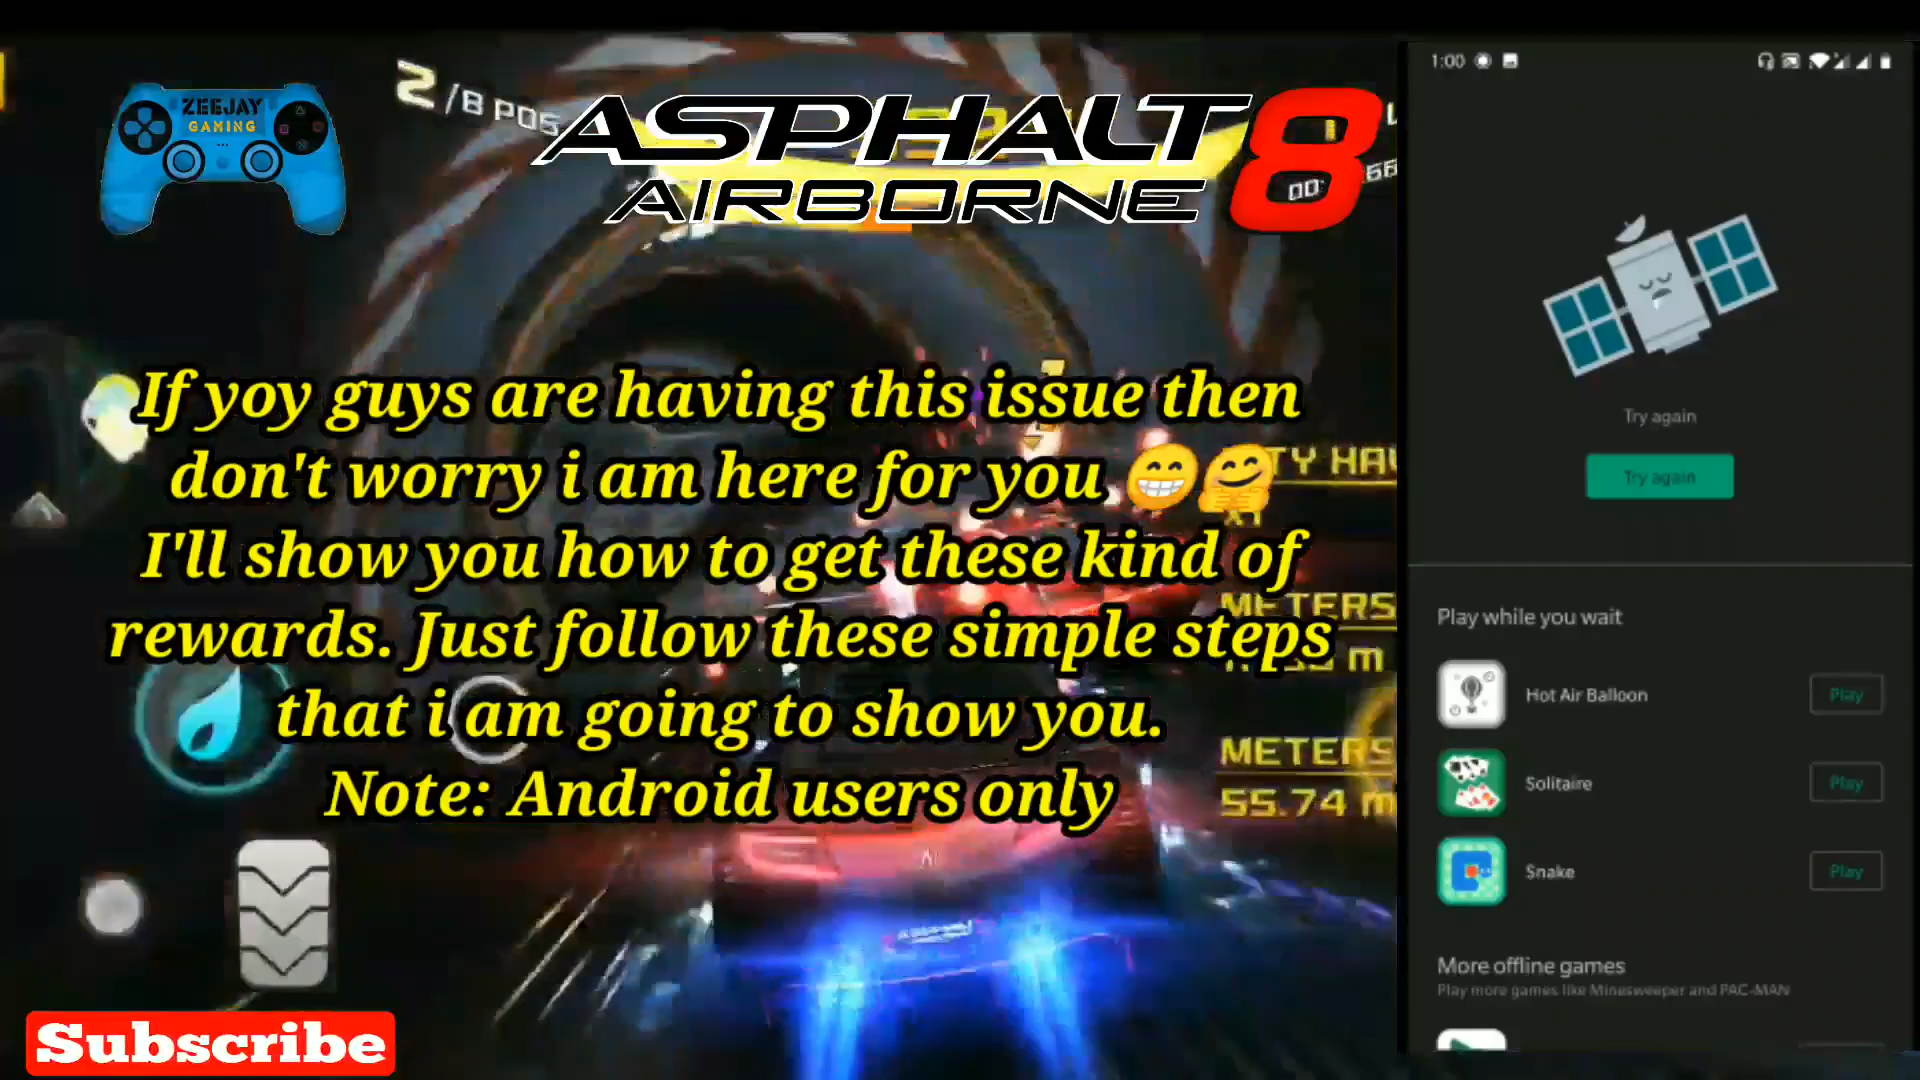 ZEEJAY
GAMING
2/8 POS
ASPHALT 8
AIRBORNE
If yoy guys are having this issue then
don't worry i am here for you 😁🤗
I'll show you how to get these kind of
rewards. Just follow these simple steps
that i am going to show you.
Note: Android users only
METERS
METERS
55.74 m
Subscribe
1:00
Try again
Try again
Play while you wait
Hot Air Balloon
Play
Solitaire
Play
Snake
Play
More offline games
Play more games like Minesweeper and PAC-MAN